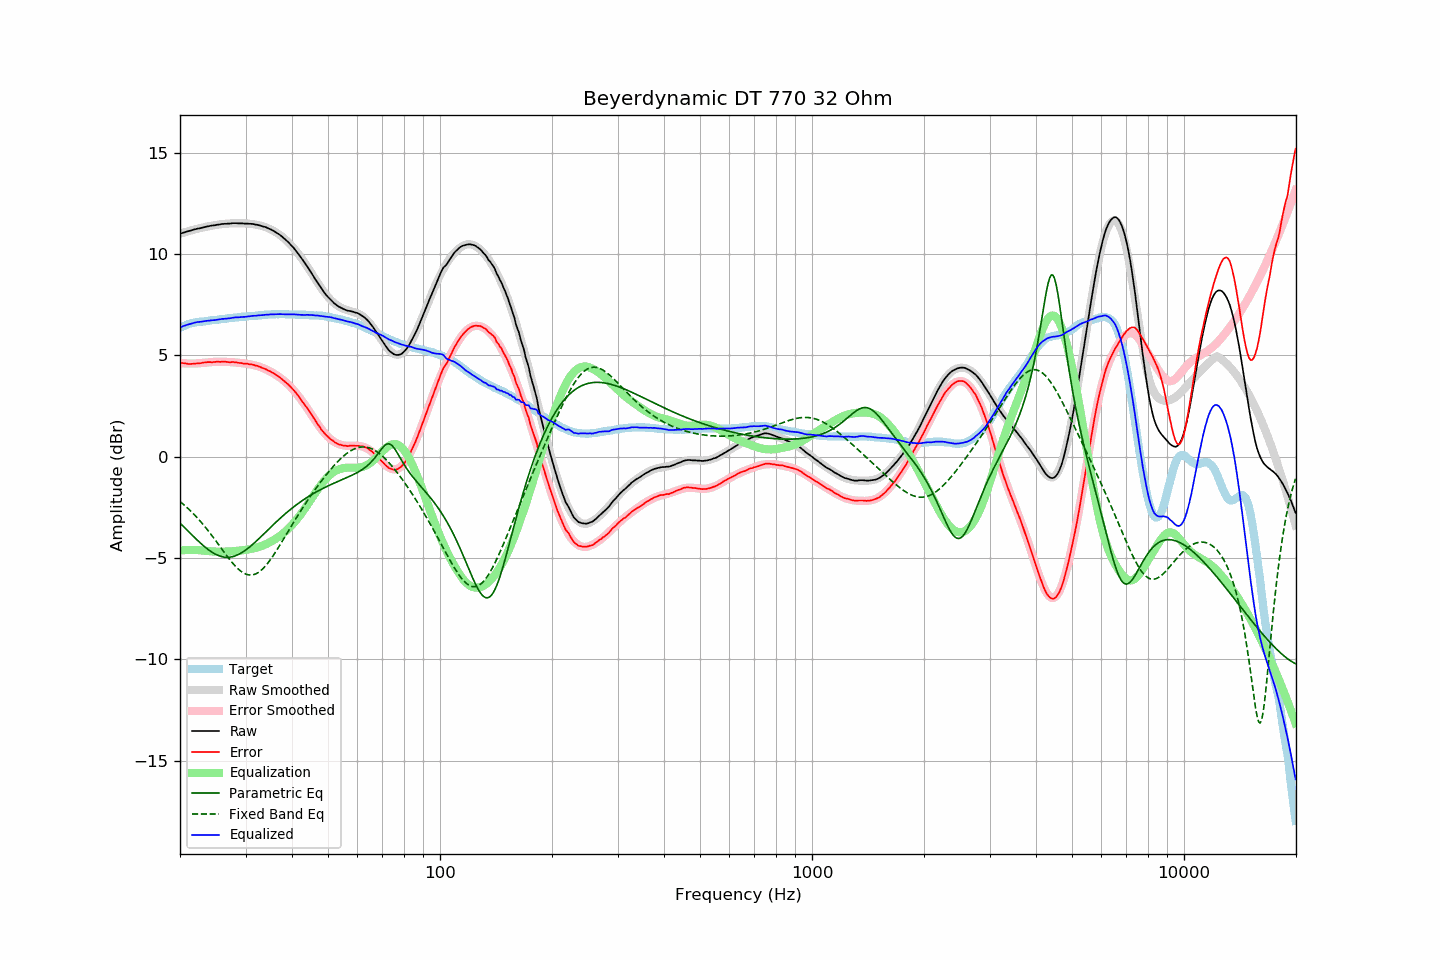 Beyerdynamic DT 770 32 Ohm
15
10
5
0
−5
−10
−15
Amplitude (dBr)
Target
Raw Smoothed
Error Smoothed
Raw
Error
Equalization
Parametric Eq
Fixed Band Eq
Equalized
100
1000
10000
Frequency (Hz)